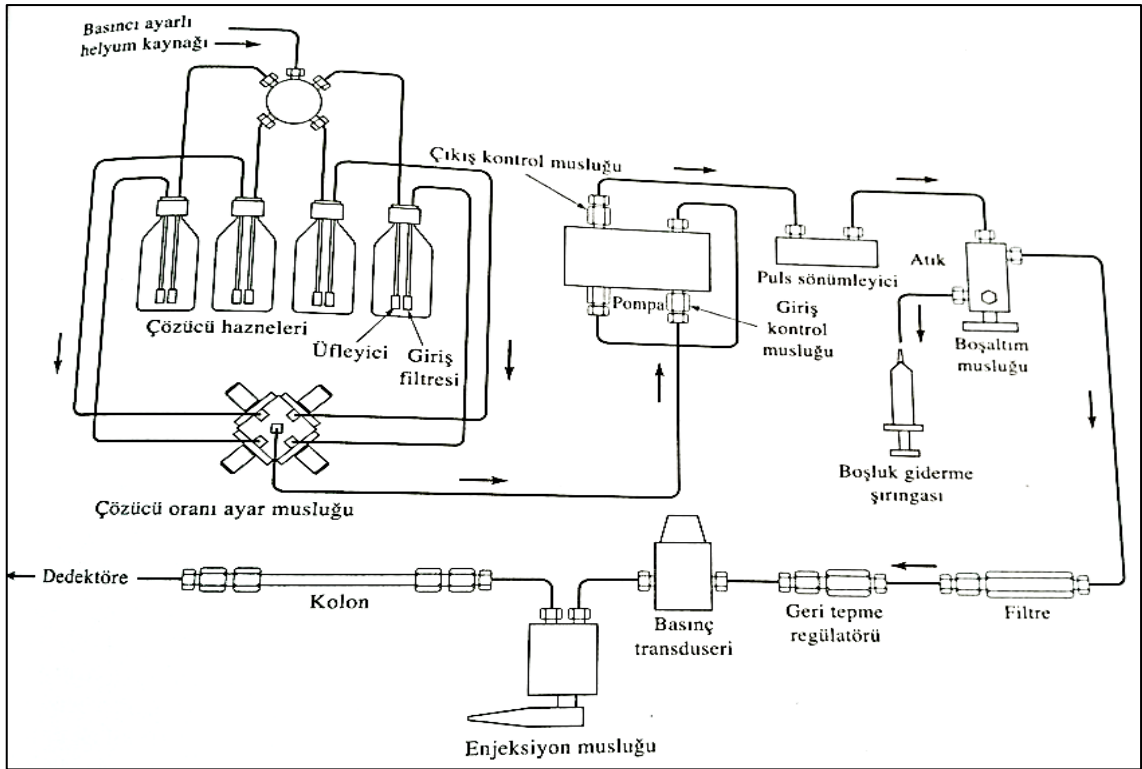 Basıncı ayarlı
helyum kaynağı
Çıkış kontrol musluğu
Atık
Puls sönümleyici
Pompa
Giriş
kontrol
musluğu
Boşaltım
musluğu
Çözücü hazneleri
Üfleyici
Giriş
filtresi
Boşluk giderme
şırıngası
Çözücü oranı ayar musluğu
Dedektöre
Kolon
Basınç
transduseri
Geri tepme
regülatörü
Filtre
Enjeksiyon musluğu